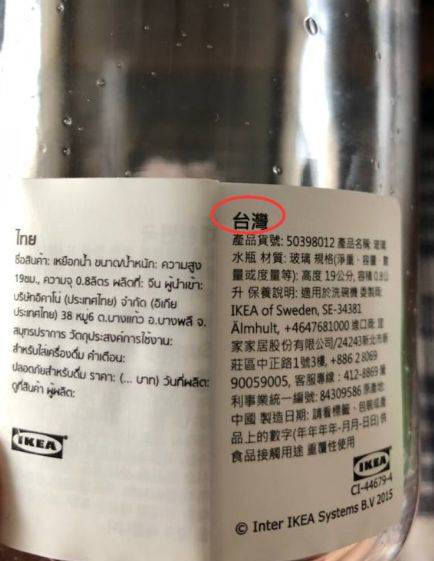 ไทย
ชื่อสินค้า: เหยือกน้ำ ขนาด/น้ำหนัก: ความสูง
19ซม., ความจุ 0.8ลิตร ผลิตที่: จีน ผู้นำเข้า:
บริษัทอิคาโน่ (ประเทศไทย) จำกัด (อิเกีย
ประเทศไทย) 38 หมู่6 ต.บางแก้ว อ.บางพลี จ.
สมุทรปราการ วัตถุประสงค์การใช้งาน:
สำหรับใส่เครื่องดื่ม คำเตือน:
ปลอดภัยสำหรับดื่ม ราคา: (... บาท) วันที่ผลิต:
ดูที่สินค้า ผู้ผลิต:
IKEA
台灣
產品貨號: 50398012 產品名稱: 玻璃
水瓶 材質: 玻璃 規格(淨重、容量、數
量或度量等): 高度 19公分, 容積 0.8公
升 保養說明: 適用於洗碗機 委製商:
IKEA of Sweden, SE-34381
Älmhult, +4647681000 進口商: 宜
家家居股份有限公司/24243新北市新
莊區中正路1號3樓, +886 2 8069
90059005, 客服專線: 412-8869 營
利事業統一編號: 84309586 原產地:
中國 製造日期: 請看標籤、包裝或產
品上的數字(年年年年-月月-日日) 供
食品接觸用途 重覆性使用
IKEA
CI-44679-4
© Inter IKEA Systems B.V 2015